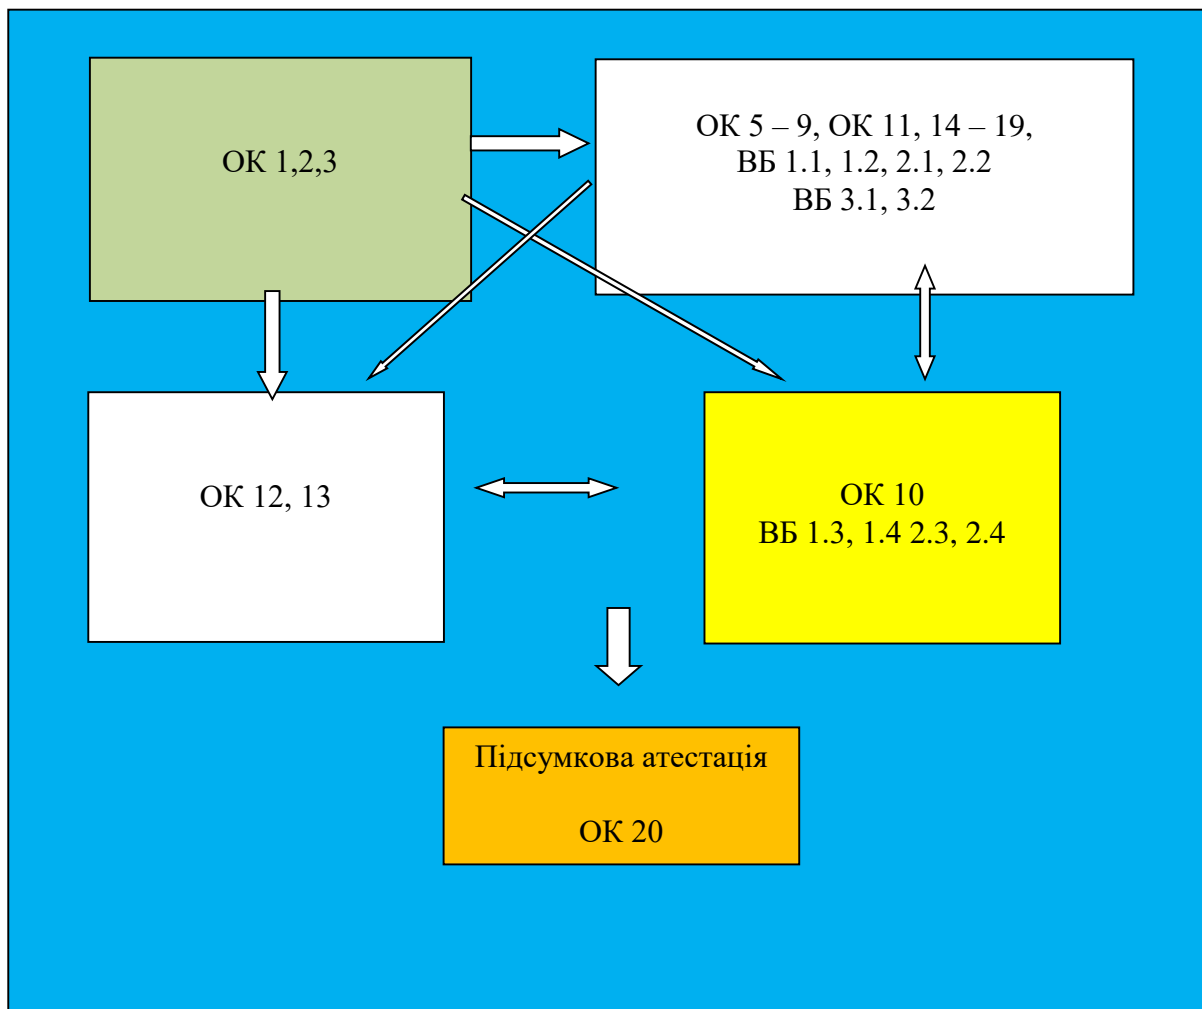 ОК 1,2,3
ОК 5 – 9, ОК 11, 14 – 19,
ВБ 1.1, 1.2, 2.1, 2.2
ВБ 3.1, 3.2
ОК 12, 13
ОК 10
ВБ 1.3, 1.4 2.3, 2.4
Підсумкова атестація
ОК 20